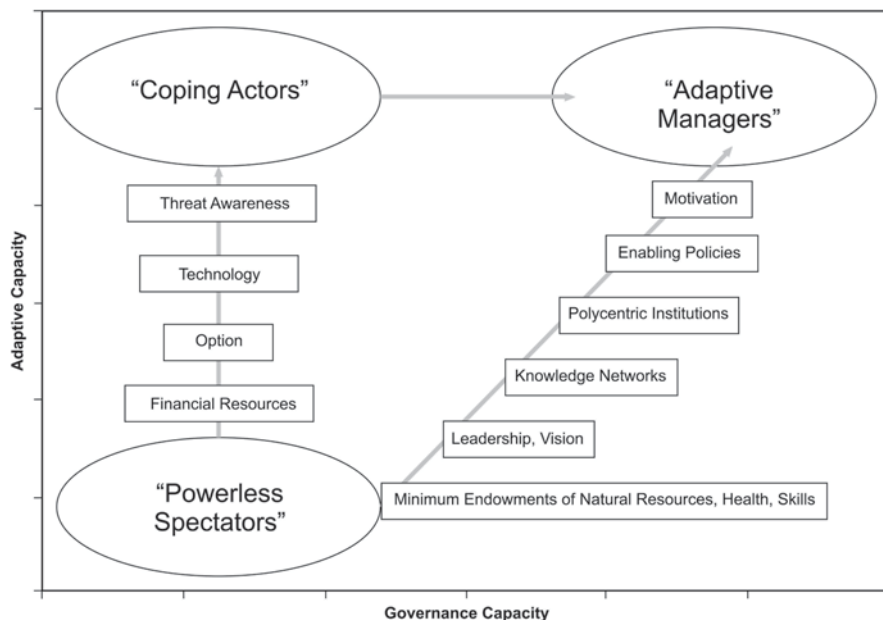 “Coping Actors”
“Adaptive
Managers”
Threat Awareness
Motivation
Technology
Enabling Policies
Option
Polycentric Institutions
Financial Resources
Knowledge Networks
Leadership, Vision
“Powerless
Spectators”
Minimum Endowments of Natural Resources, Health, Skills
Adaptive Capacity
Governance Capacity